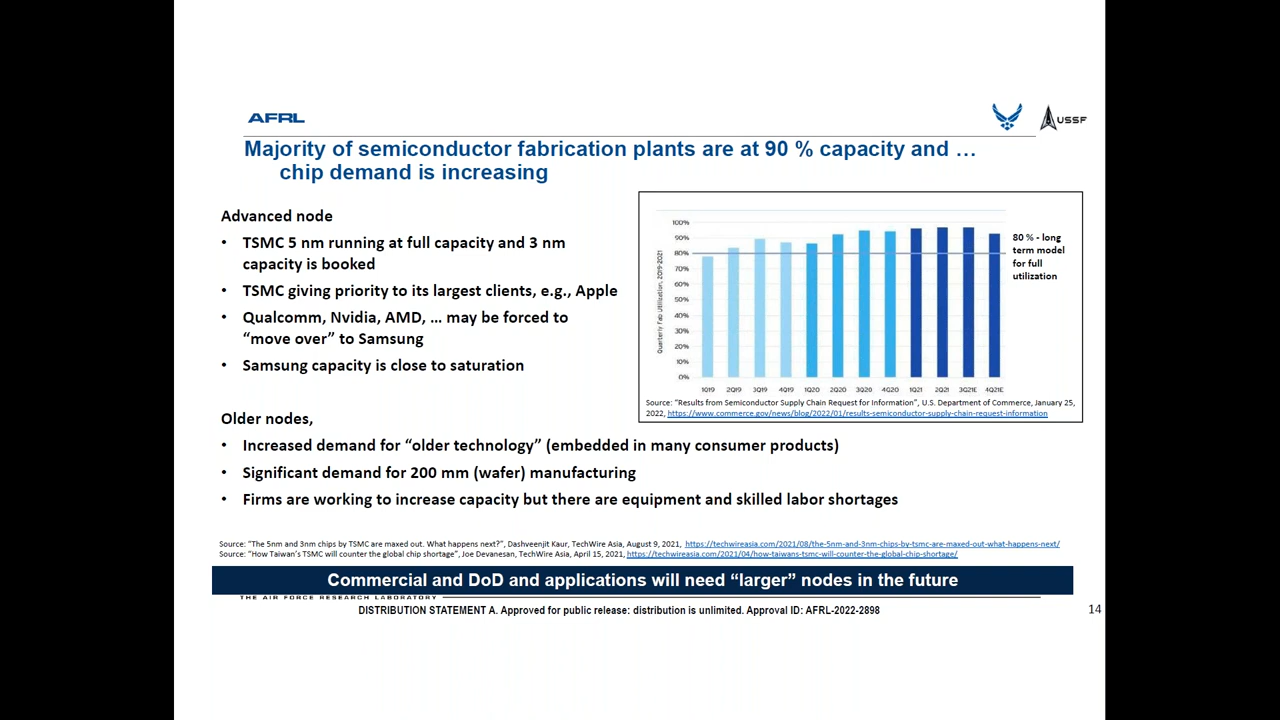 AFRL
USSF
Majority of semiconductor fabrication plants are at 90 % capacity and …
chip demand is increasing
Advanced node
• TSMC 5 nm running at full capacity and 3 nm
capacity is booked
• TSMC giving priority to its largest clients, e.g., Apple
• Qualcomm, Nvidia, AMD, … may be forced to
“move over” to Samsung
• Samsung capacity is close to saturation
Quarterly Fab Utilization, 2019-2021
100%
90%
80%
70%
60%
50%
40%
30%
20%
10%
0%
1Q19 2Q19 3Q19 4Q19 1Q20 2Q20 3Q20 4Q20 1Q21 2Q21 3Q21E 4Q21E
80 % - long
term model
for full
utilization
Source: “Results from Semiconductor Supply Chain Request for Information”, U.S. Department of Commerce, January 25,
2022, https://www.commerce.gov/news/blog/2022/01/results-semiconductor-supply-chain-request-information
Older nodes,
• Increased demand for “older technology” (embedded in many consumer products)
• Significant demand for 200 mm (wafer) manufacturing
• Firms are working to increase capacity but there are equipment and skilled labor shortages
Source: “The 5nm and 3nm chips by TSMC are maxed out. What happens next?”, Dashveenjit Kaur, TechWire Asia, August 9, 2021, https://techwireasia.com/2021/08/the-5nm-and-3nm-chips-by-tsmc-are-maxed-out-what-happens-next/
Source: “How Taiwan’s TSMC will counter the global chip shortage”, Joe Devanesan, TechWire Asia, April 15, 2021, https://techwireasia.com/2021/04/how-taiwans-tsmc-will-counter-the-global-chip-shortage/
Commercial and DoD and applications will need “larger” nodes in the future
THE AIR FORCE RESEARCH LABORATORY
DISTRIBUTION STATEMENT A. Approved for public release: distribution is unlimited. Approval ID: AFRL-2022-2898
14